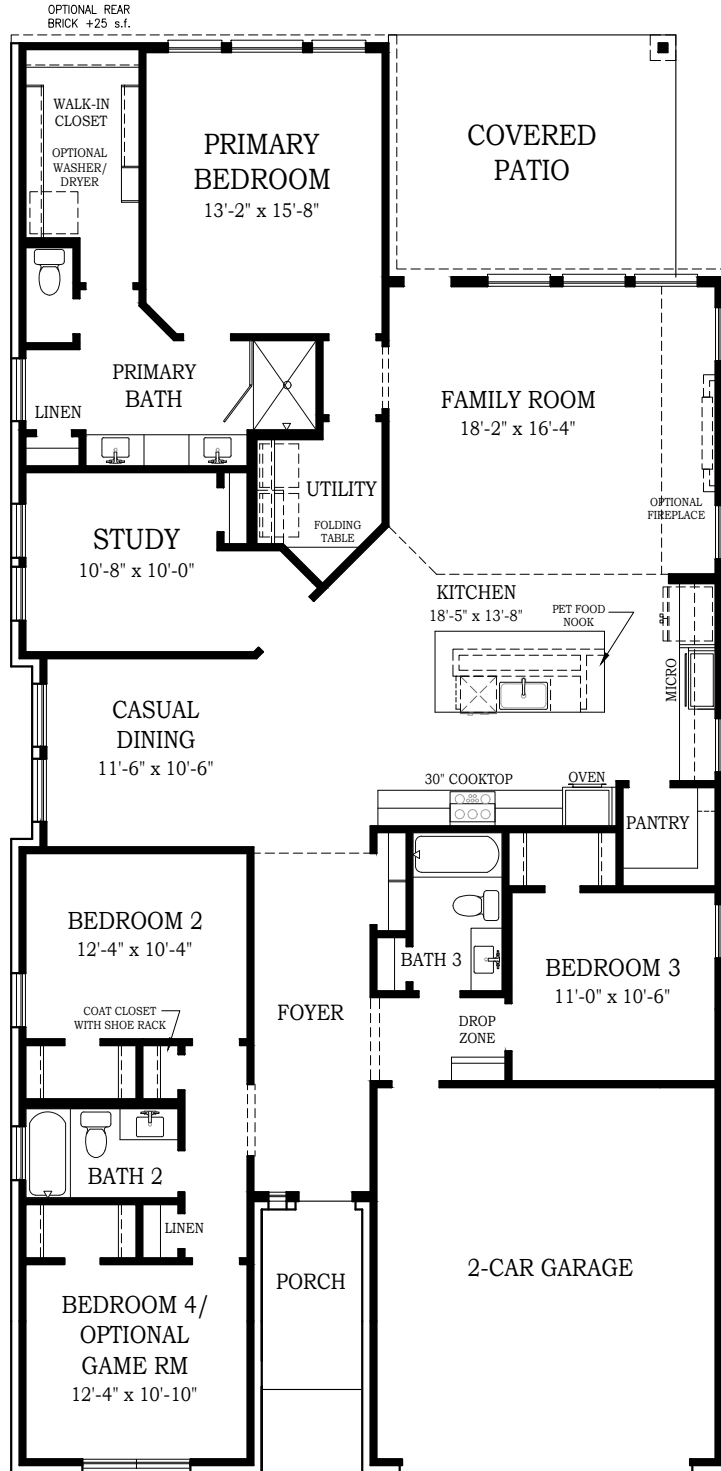 OPTIONAL REAR
BRICK +25 s.f.
WALK-IN
CLOSET
OPTIONAL
WASHER/
DRYER
PRIMARY
BEDROOM
13'-2" x 15'-8"
COVERED
PATIO
PRIMARY
BATH
LINEN
FAMILY ROOM
18'-2" x 16'-4"
OPTIONAL
FIREPLACE
UTILITY
FOLDING
TABLE
STUDY
10'-8" x 10'-0"
KITCHEN
18'-5" x 13'-8"
PET FOOD
NOOK
MICRO
CASUAL
DINING
11'-6" x 10'-6"
30" COOKTOP
OVEN
PANTRY
BEDROOM 2
12'-4" x 10'-4"
COAT CLOSET
WITH SHOE RACK
FOYER
BATH 3
DROP
ZONE
BEDROOM 3
11'-0" x 10'-6"
BATH 2
LINEN
PORCH
2-CAR GARAGE
BEDROOM 4/
OPTIONAL
GAME RM
12'-4" x 10'-10"